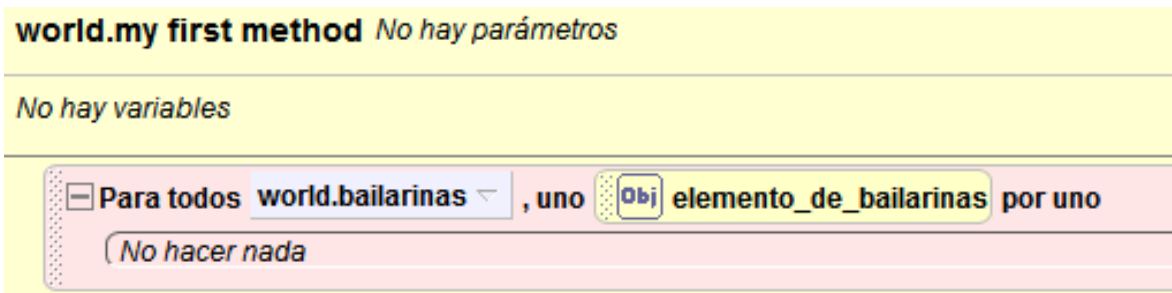 world.my first method No hay parámetros
No hay variables
Para todos world.bailarinas , uno Obj elemento_de_bailarinas por uno
No hacer nada